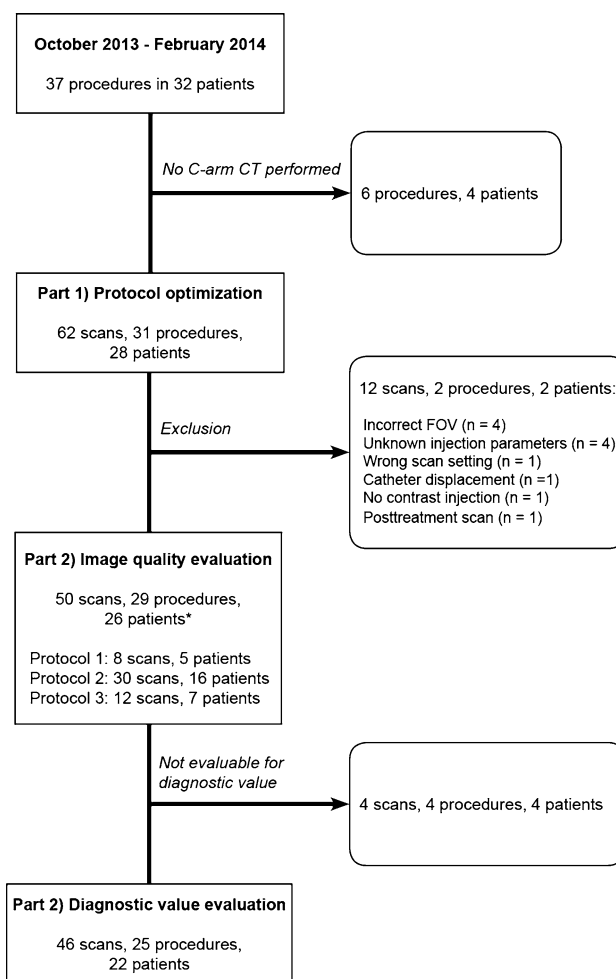 October 2013 - February 2014
37 procedures in 32 patients
No C-arm CT performed
6 procedures, 4 patients
Part 1) Protocol optimization
62 scans, 31 procedures,
28 patients
Exclusion
12 scans, 2 procedures, 2 patients:
Incorrect FOV (n = 4)
Unknown injection parameters (n = 4)
Wrong scan setting (n = 1)
Catheter displacement (n =1)
No contrast injection (n = 1)
Posttreatment scan (n = 1)
Part 2) Image quality evaluation
50 scans, 29 procedures,
26 patients*
Protocol 1: 8 scans, 5 patients
Protocol 2: 30 scans, 16 patients
Protocol 3: 12 scans, 7 patients
Not evaluable for
diagnostic value
4 scans, 4 procedures, 4 patients
Part 2) Diagnostic value evaluation
46 scans, 25 procedures,
22 patients